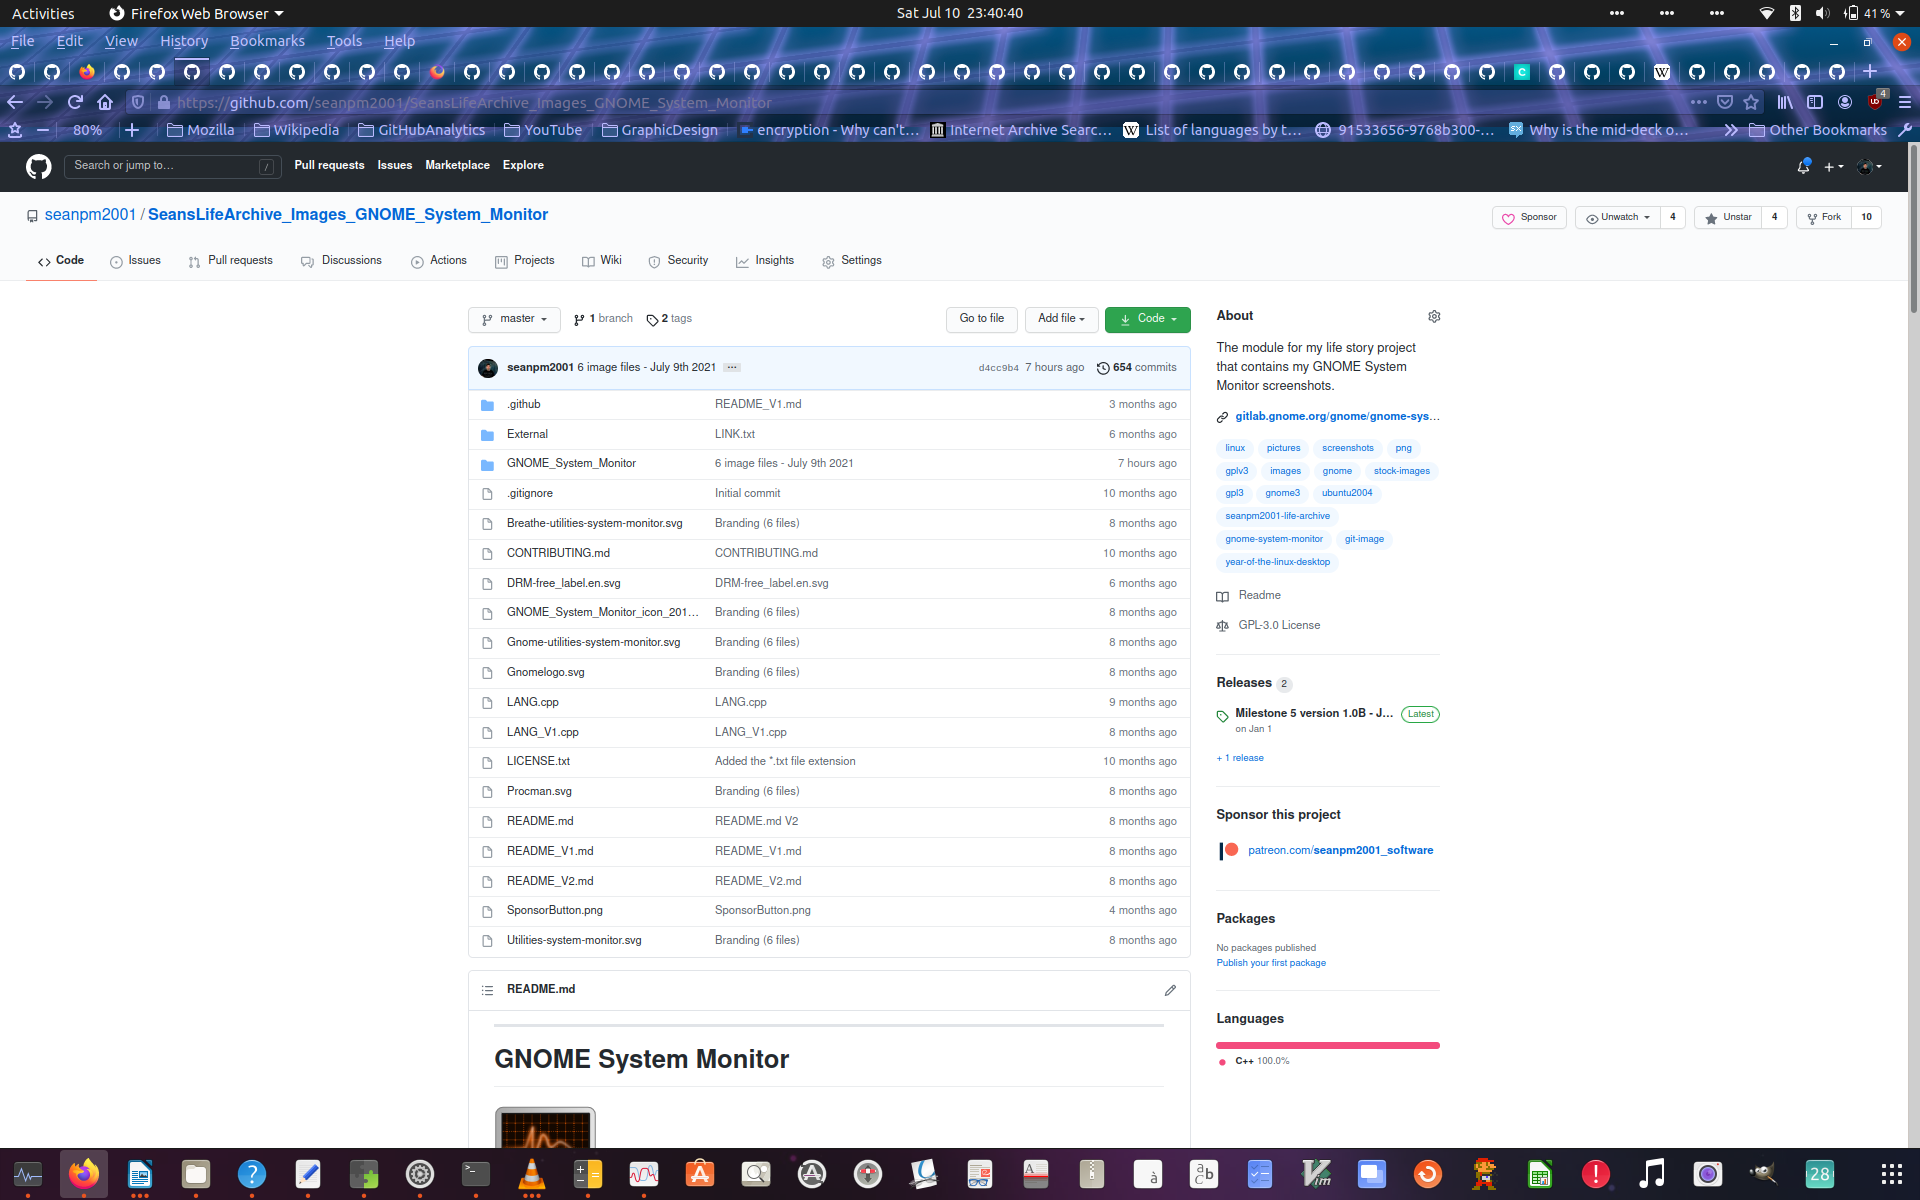 Activities Firefox Web Browser Sat Jul 10 23:40:40 41 %
File Edit View History Bookmarks Tools Help
https://github.com/seanpm2001/SeansLifeArchive_Images_GNOME_System_Monitor 4
80% Mozilla Wikipedia GitHubAnalytics YouTube GraphicDesign encryption - Why can't… Internet Archive Searc… List of languages by t… 91533656-9768b300-… Why is the mid-deck o… Other Bookmarks
Search or jump to… / Pull requests Issues Marketplace Explore
seanpm2001 / SeansLifeArchive_Images_GNOME_System_Monitor Sponsor Unwatch 4 Unstar 4 Fork 10
Code Issues Pull requests Discussions Actions Projects Wiki Security Insights Settings
master 1 branch 2 tags Go to file Add file Code
seanpm2001 6 image files - July 9th 2021 … d4cc9b4 7 hours ago 654 commits
.github README_V1.md 3 months ago
External LINK.txt 6 months ago
GNOME_System_Monitor 6 image files - July 9th 2021 7 hours ago
.gitignore Initial commit 10 months ago
Breathe-utilities-system-monitor.svg Branding (6 files) 8 months ago
CONTRIBUTING.md CONTRIBUTING.md 10 months ago
DRM-free_label.en.svg DRM-free_label.en.svg 6 months ago
GNOME_System_Monitor_icon_201… Branding (6 files) 8 months ago
Gnome-utilities-system-monitor.svg Branding (6 files) 8 months ago
Gnomelogo.svg Branding (6 files) 8 months ago
LANG.cpp LANG.cpp 9 months ago
LANG_V1.cpp LANG_V1.cpp 8 months ago
LICENSE.txt Added the *.txt file extension 10 months ago
Procman.svg Branding (6 files) 8 months ago
README.md README.md V2 8 months ago
README_V1.md README_V1.md 8 months ago
README_V2.md README_V2.md 8 months ago
SponsorButton.png SponsorButton.png 4 months ago
Utilities-system-monitor.svg Branding (6 files) 8 months ago
README.md
GNOME System Monitor
About
The module for my life story project
that contains my GNOME System
Monitor screenshots.
gitlab.gnome.org/gnome/gnome-sys…
linux pictures screenshots png
gplv3 images gnome stock-images
gpl3 gnome3 ubuntu2004
seanpm2001-life-archive
gnome-system-monitor git-image
year-of-the-linux-desktop
Readme
GPL-3.0 License
Releases 2
Milestone 5 version 1.0B - J… Latest
on Jan 1
+ 1 release
Sponsor this project
patreon.com/seanpm2001_software
Packages
No packages published
Publish your first package
Languages
C++ 100.0%
28